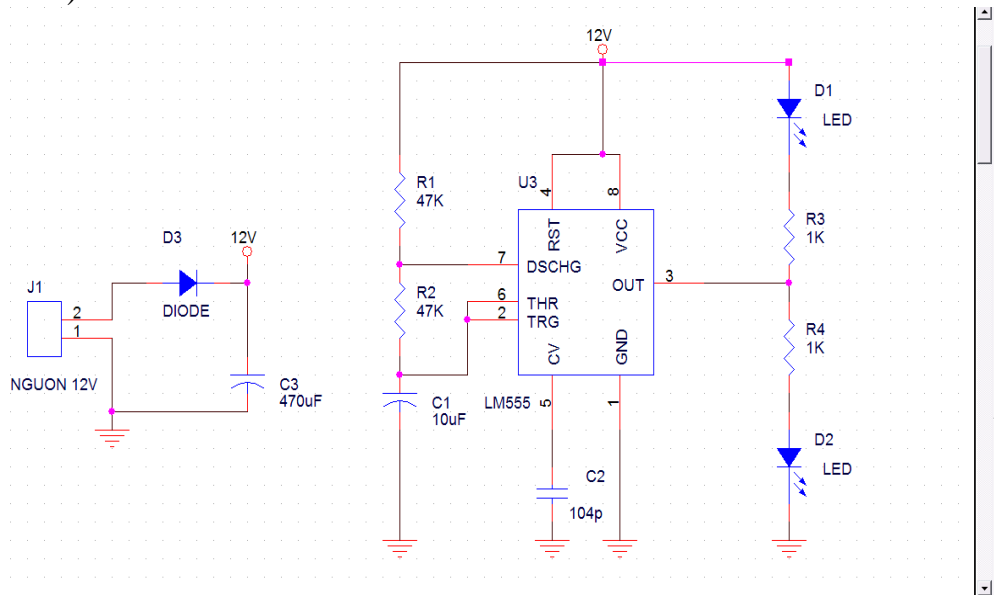 12V
D1
LED
R1
47K
U3
4
8
RST
VCC
R3
1K
D3
12V
7
DSCHG
OUT
3
J1
DIODE
R2
47K
6
THR
2
TRG
2
1
R4
1K
CV
GND
NGUON 12V
C3
470uF
C1
10uF
LM555
5
1
D2
LED
C2
104p